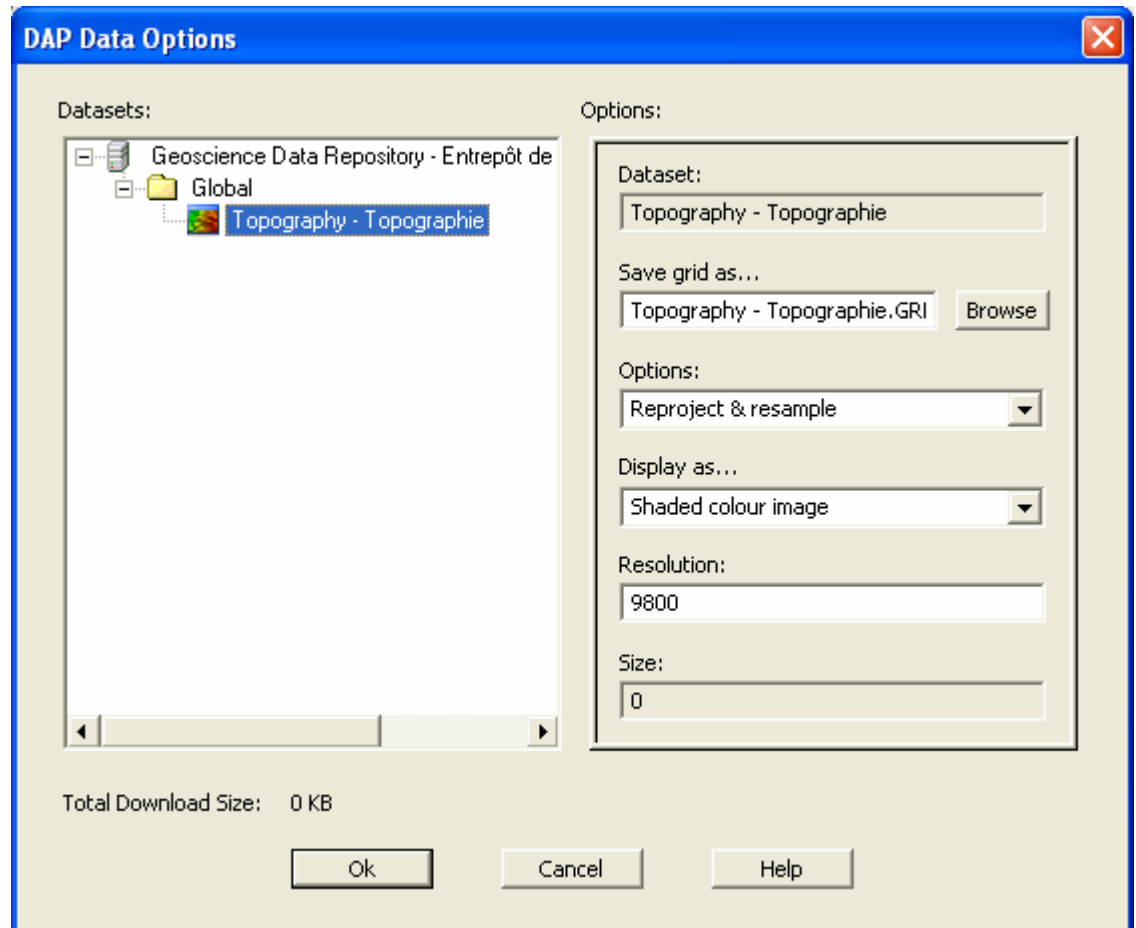 DAP Data Options
Datasets:
Geoscience Data Repository - Entrepôt de
Global
Topography - Topographie
Options:
Dataset:
Topography - Topographie
Save grid as...
Topography - Topographie.GRI
Browse
Options:
Reproject & resample
Display as...
Shaded colour image
Resolution:
9800
Size:
0
Total Download Size: 0 KB
Ok Cancel Help